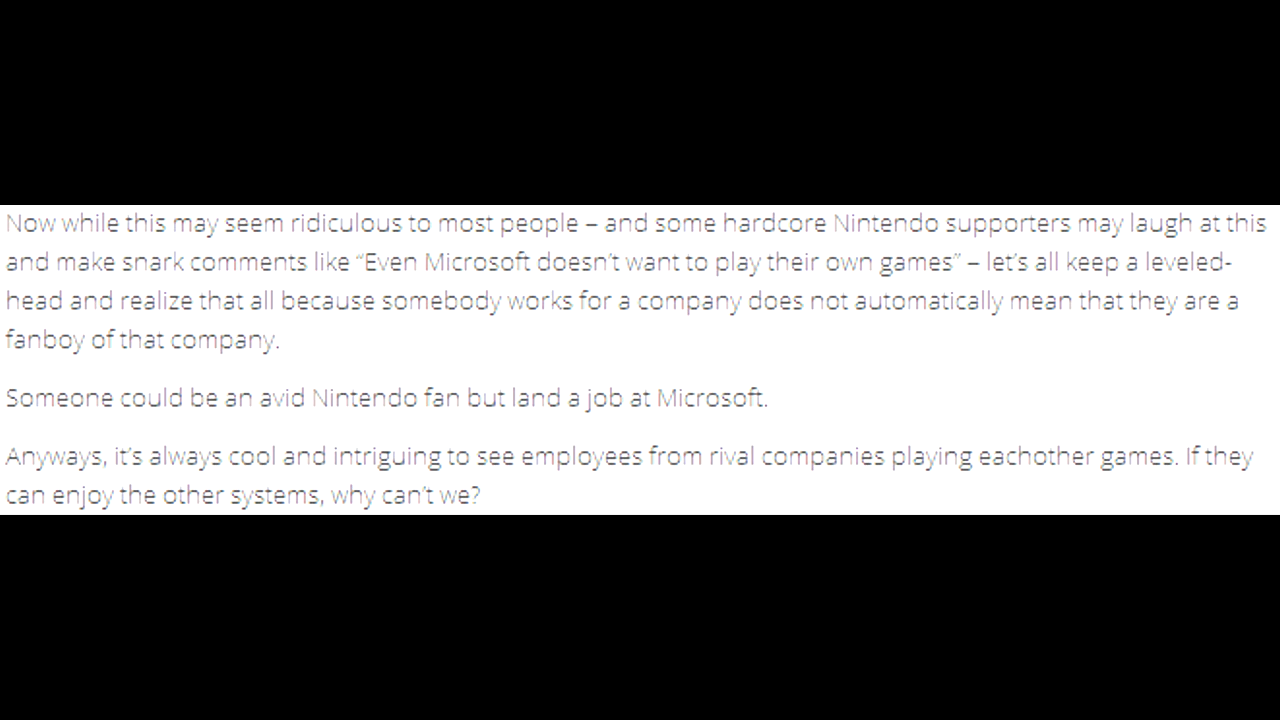 Now while this may seem ridiculous to most people – and some hardcore Nintendo supporters may laugh at this
and make snark comments like “Even Microsoft doesn’t want to play their own games” – let’s all keep a leveled-
head and realize that all because somebody works for a company does not automatically mean that they are a
fanboy of that company.
Someone could be an avid Nintendo fan but land a job at Microsoft.
Anyways, it’s always cool and intriguing to see employees from rival companies playing eachother games. If they
can enjoy the other systems, why can’t we?